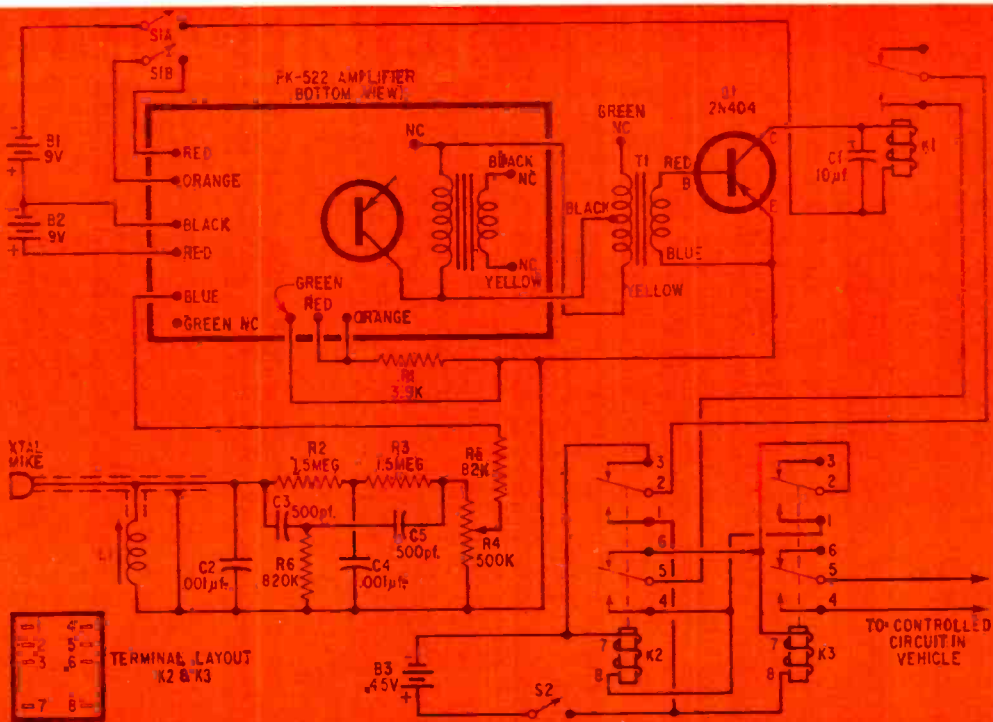 S1A
S1B
PK-522 AMPLIFIER
BOTTOM VIEW)
B1
9V
B2
9V
RED
ORANGE
BLACK
RED
BLUE
GREEN NC
NC
BLACK
NC
NC
YELLOW
GREEN
RED
ORANGE
R1
3.9K
GREEN
NC
T1
RED
BLACK
BLUE
YELLOW
Q1
2N404
B
C
E
C1
10µf
K1
XTAL
MIKE
L1
C2
.001µf.
C3
500pf.
R2
1.5MEG
R3
1.5MEG
R6
820K
C4
.001µf.
C5
500pf.
R5
82K
R4
500K
3
2
1
6
5
4
7
8
K2
3
2
1
6
5
4
7
8
K3
TO CONTROLLED
CIRCUIT IN
VEHICLE
B3
45V
S2
1 4
2 5
3 6
7 8
TERMINAL LAYOUT
K2 & K3